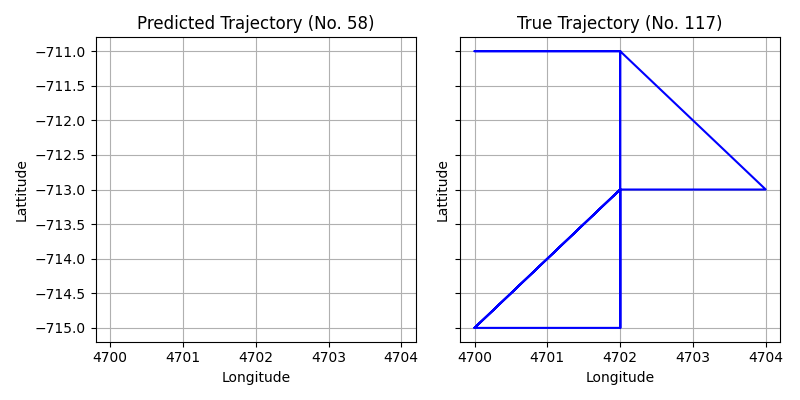 Predicted Trajectory (No. 58)
True Trajectory (No. 117)
Lattitude
−711.0
−711.5
−712.0
−712.5
−713.0
−713.5
−714.0
−714.5
−715.0
4700 4701 4702 4703 4704
Longitude
Lattitude
4700 4701 4702 4703 4704
Longitude